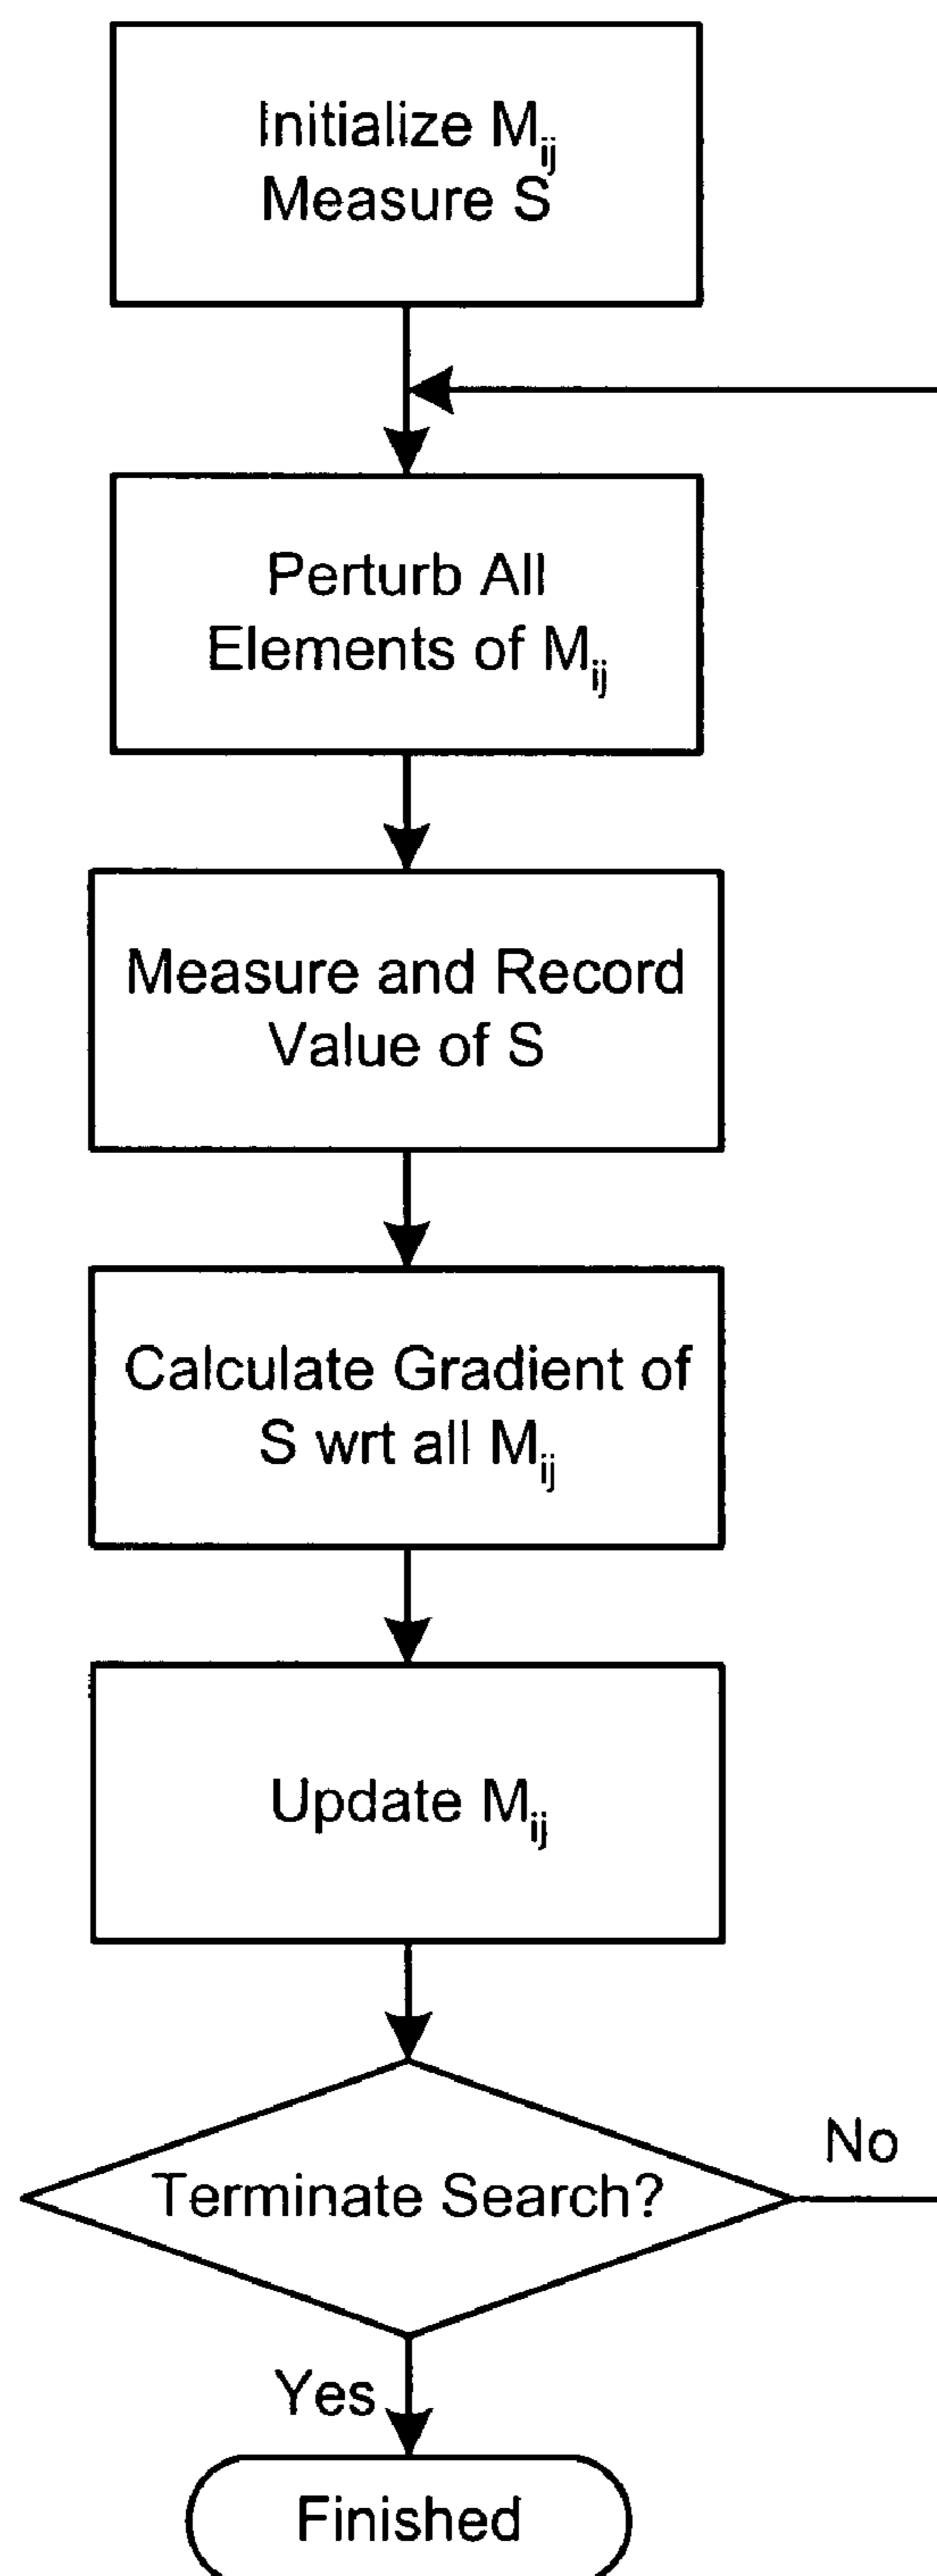 Initialize M_ij
Measure S
Perturb All
Elements of M_ij
Measure and Record
Value of S
Calculate Gradient of
S wrt all M_ij
Update M_ij
Terminate Search?
No
Yes
Finished